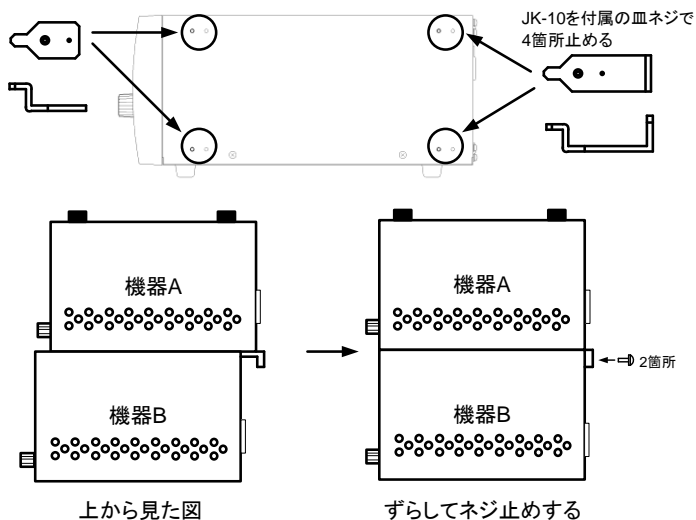 JK-10を付属の皿ネジで
4箇所止める
機器A
機器B
上から見た図
機器A
機器B
2箇所
ずらしてネジ止めする